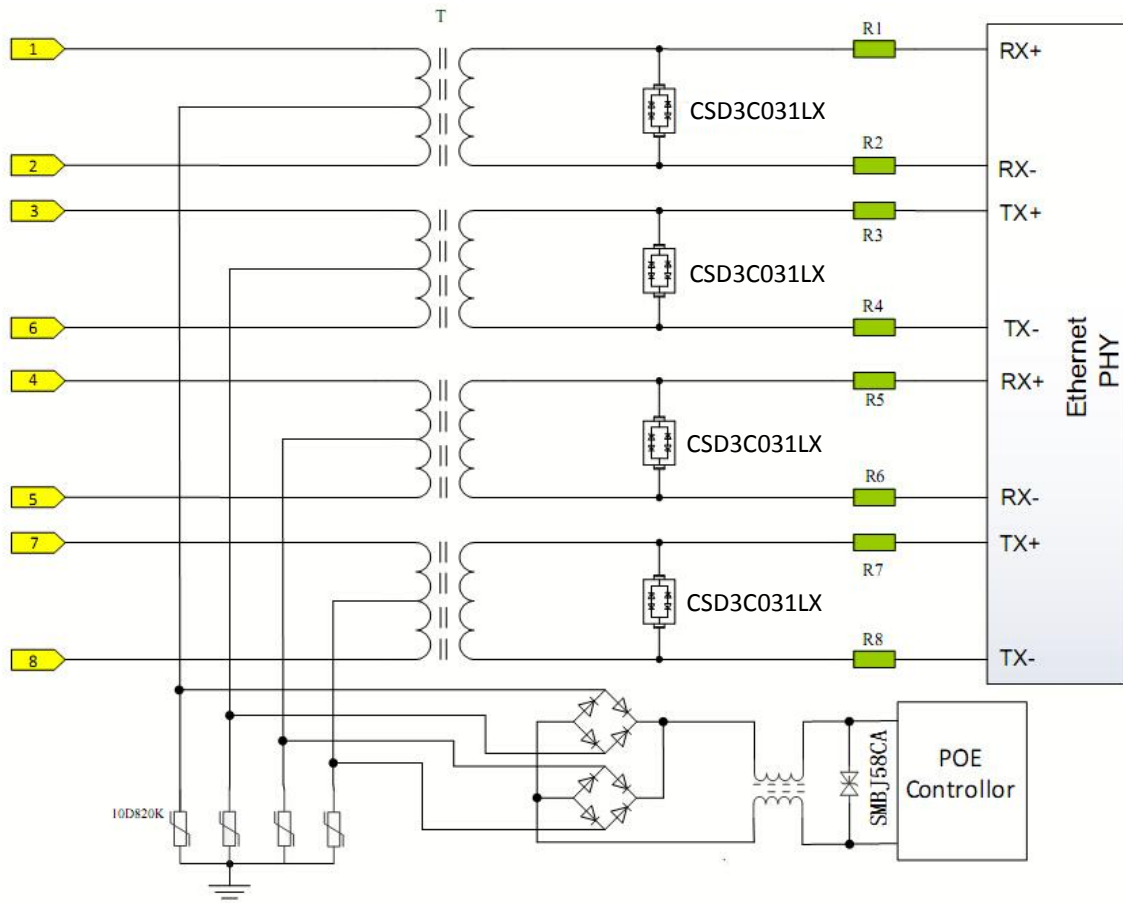 T
1
R1
RX+
CSD3C031LX
R2
2
RX-
3
TX+
R3
CSD3C031LX
R4
6
TX-
Ethernet
PHY
4
RX+
R5
CSD3C031LX
R6
5
RX-
7
TX+
R7
CSD3C031LX
R8
8
TX-
10D820K
SMBJ58CA
POE
Controllor